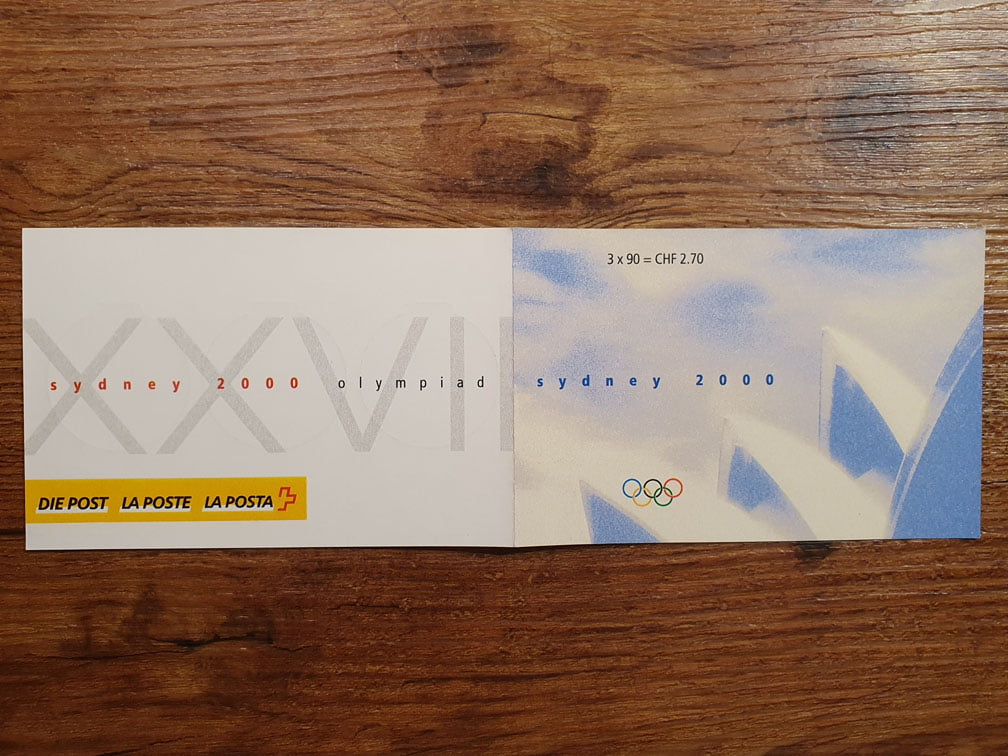 XXVII
sydney 2000 olympiad
DIE POST LA POSTE LA POSTA
3 x 90 = CHF 2.70
sydney 2000